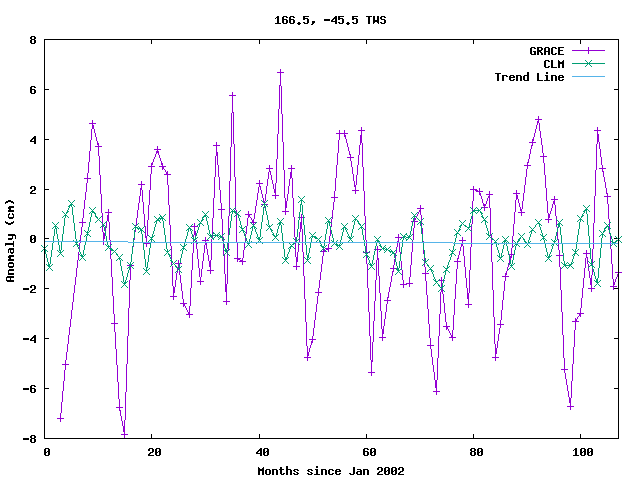 166.5, -45.5 TWS
GRACE
CLM
Trend Line
8
6
4
2
0
-2
-4
-6
-8
Anomaly (cm)
0 20 40 60 80 100
Months since Jan 2002